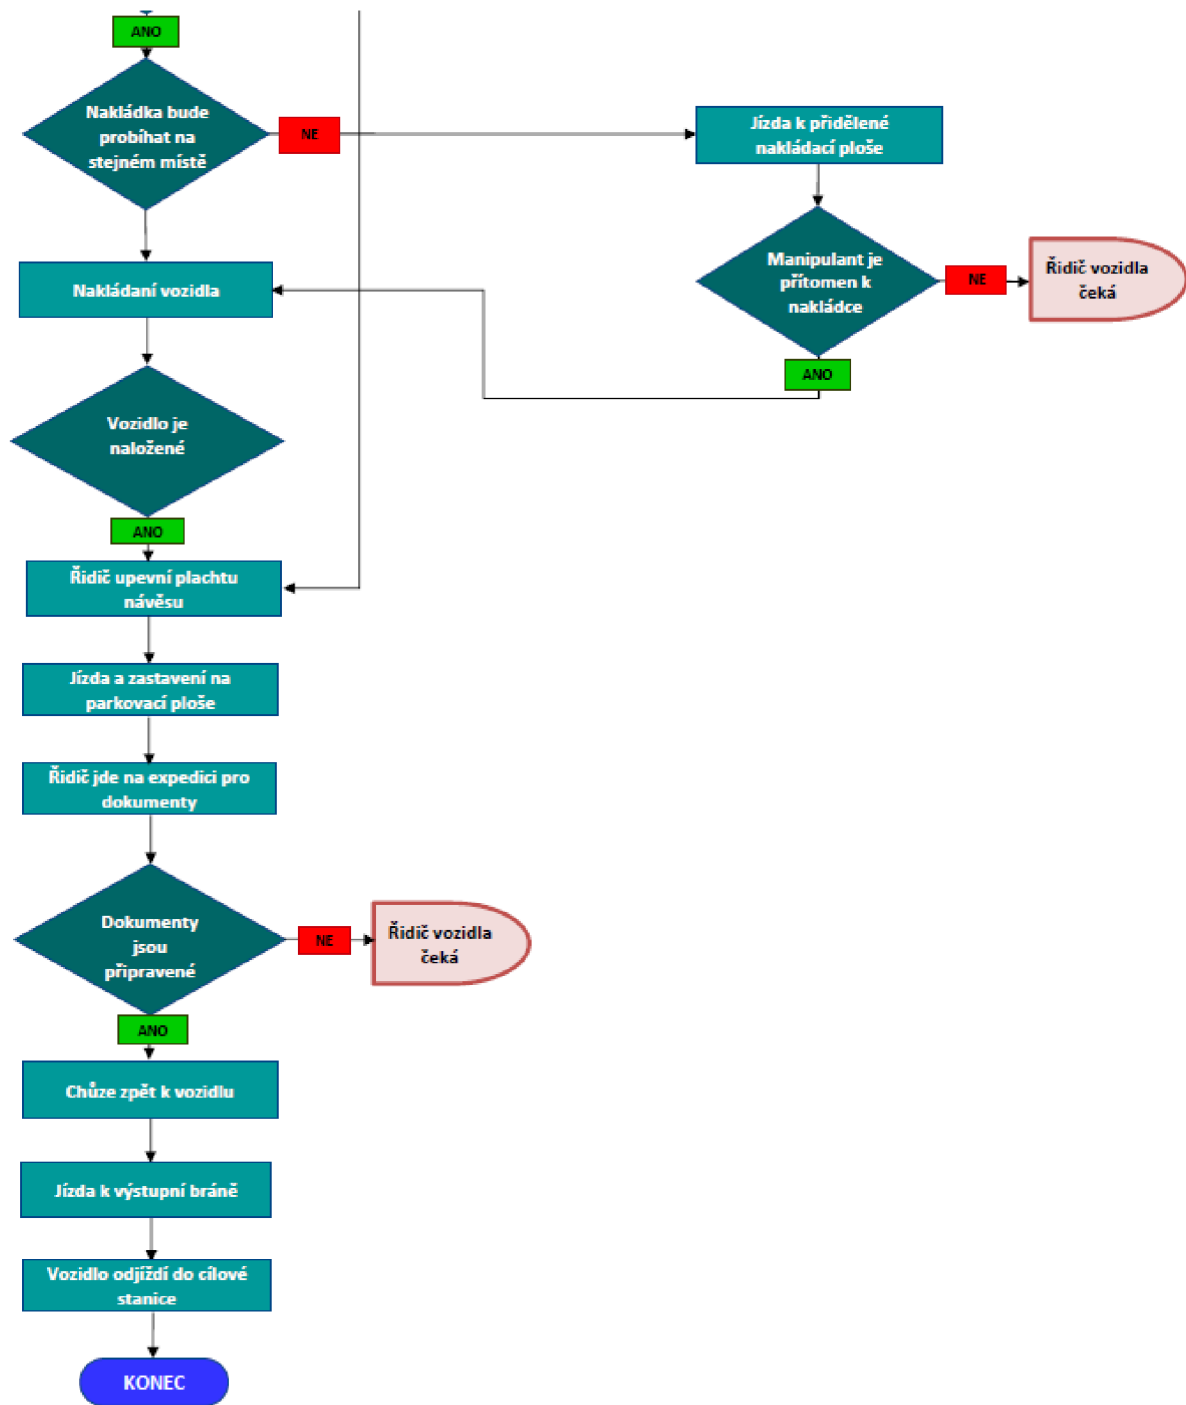 ANO
Nakládka bude
probíhat na
stejném místě
NE
Jízda k přidělené
nakládací ploše
Manipulant je
přítomen k
nakládce
NE
Řidič vozidla
čeká
ANO
Nakládaní vozidla
Vozidlo je
naložené
ANO
Řidič upevní plachtu
návěsu
Jízda a zastavení na
parkovací ploše
Řidič jde na expedici pro
dokumenty
Dokumenty
jsou
připravené
NE
Řidič vozidla
čeká
ANO
Chůze zpět k vozidlu
Jízda k výstupní bráně
Vozidlo odjíždí do cílové
stanice
KONEC